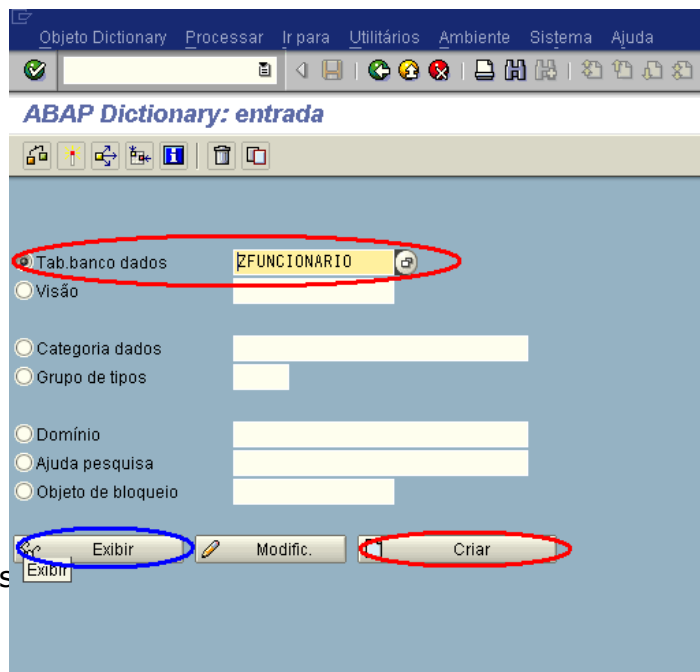 Objeto Dictionary Processar Ir para Utilitários Ambiente Sistema Ajuda
ABAP Dictionary: entrada
Tab.banco dados ZFUNCIONARIO
Visão
Categoria dados
Grupo de tipos
Domínio
Ajuda pesquisa
Objeto de bloqueio
Exibir Modific. Criar
Exibir
s